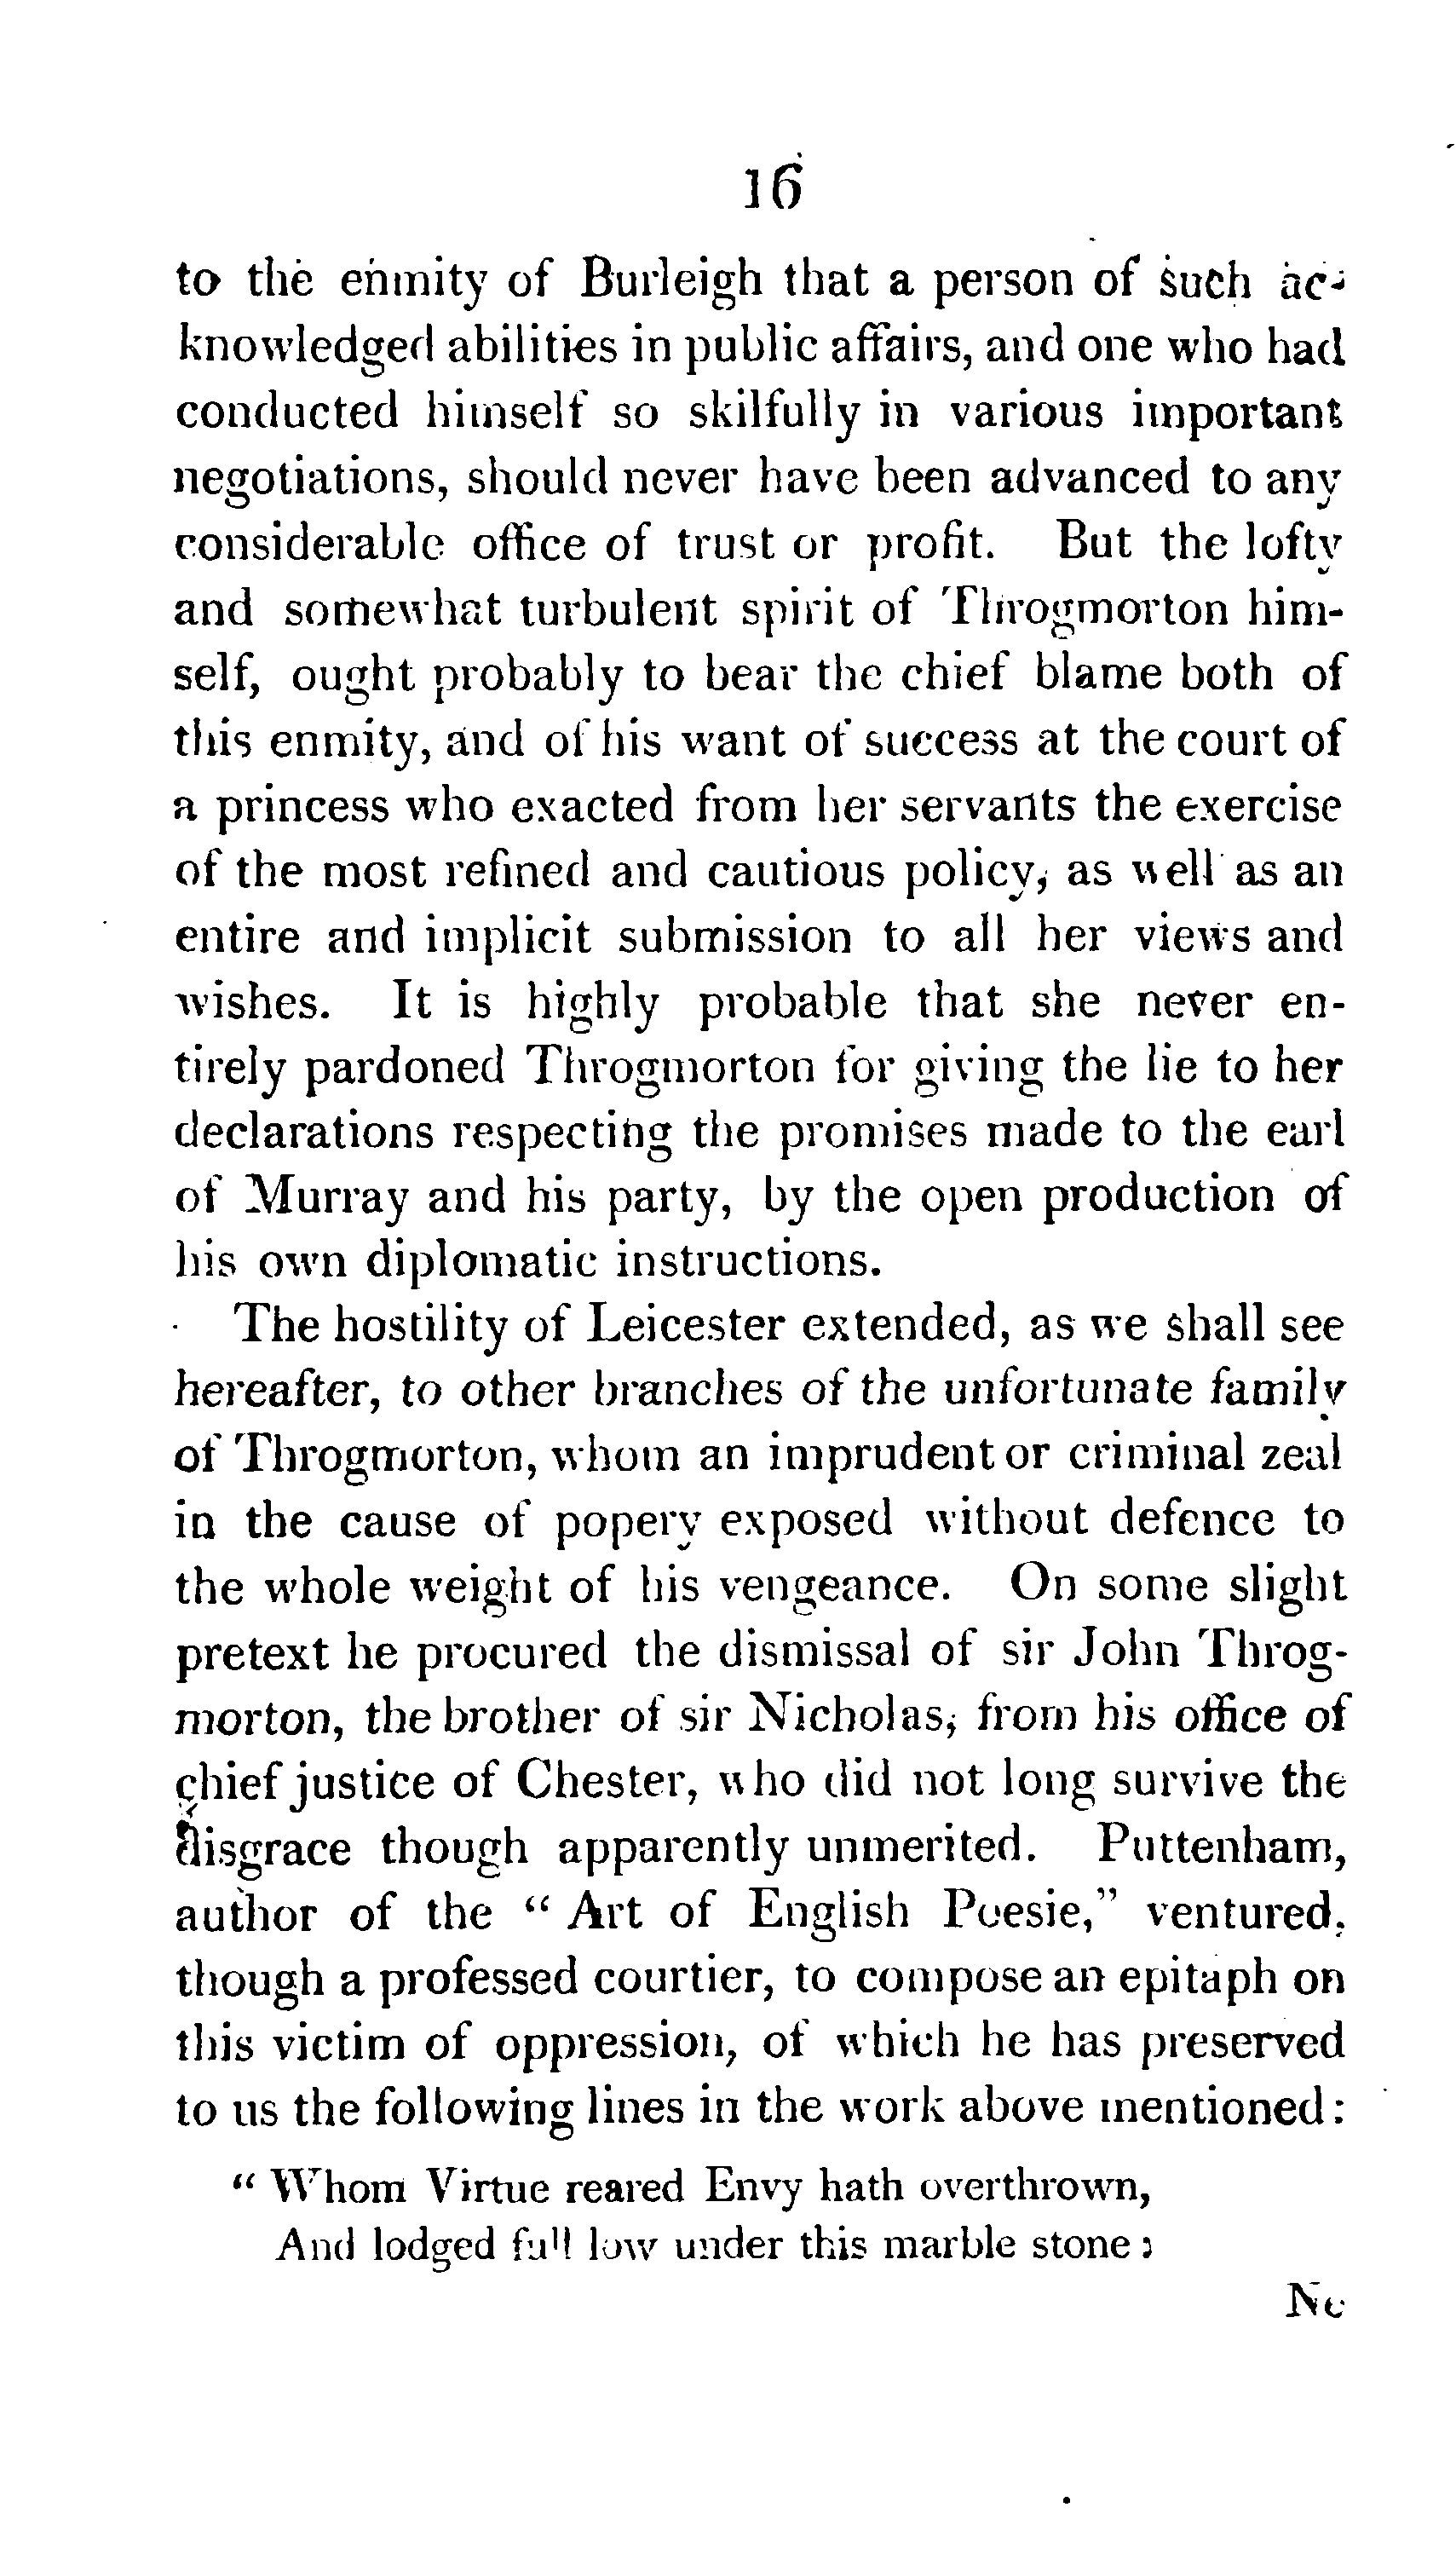 16
to the enmity of Burleigh that a person of such ac-
knowledged abilities in public affairs, and one who had
conducted himself so skilfully in various important
negotiations, should never have been advanced to any
considerable office of trust or profit. But the lofty
and somewhat turbulent spirit of Throgmorton him-
self, ought probably to bear the chief blame both of
this enmity, and of his want of success at the court of
a princess who exacted from her servants the exercise
of the most refined and cautious policy, as well as an
entire and implicit submission to all her views and
wishes. It is highly probable that she never en-
tirely pardoned Throgmorton for giving the lie to her
declarations respecting the promises made to the earl
of Murray and his party, by the open production of
his own diplomatic instructions.
The hostility of Leicester extended, as we shall see
hereafter, to other branches of the unfortunate family
of Throgmorton, whom an imprudent or criminal zeal
in the cause of popery exposed without defence to
the whole weight of his vengeance. On some slight
pretext he procured the dismissal of sir John Throg-
morton, the brother of sir Nicholas, from his office of
chief justice of Chester, who did not long survive the
disgrace though apparently unmerited. Puttenham,
author of the "Art of English Poesie," ventured,
though a professed courtier, to compose an epitaph on
this victim of oppression, of which he has preserved
to us the following lines in the work above mentioned:
"Whom Virtue reared Envy hath overthrown,
And lodged full low under this marble stone:
Ne